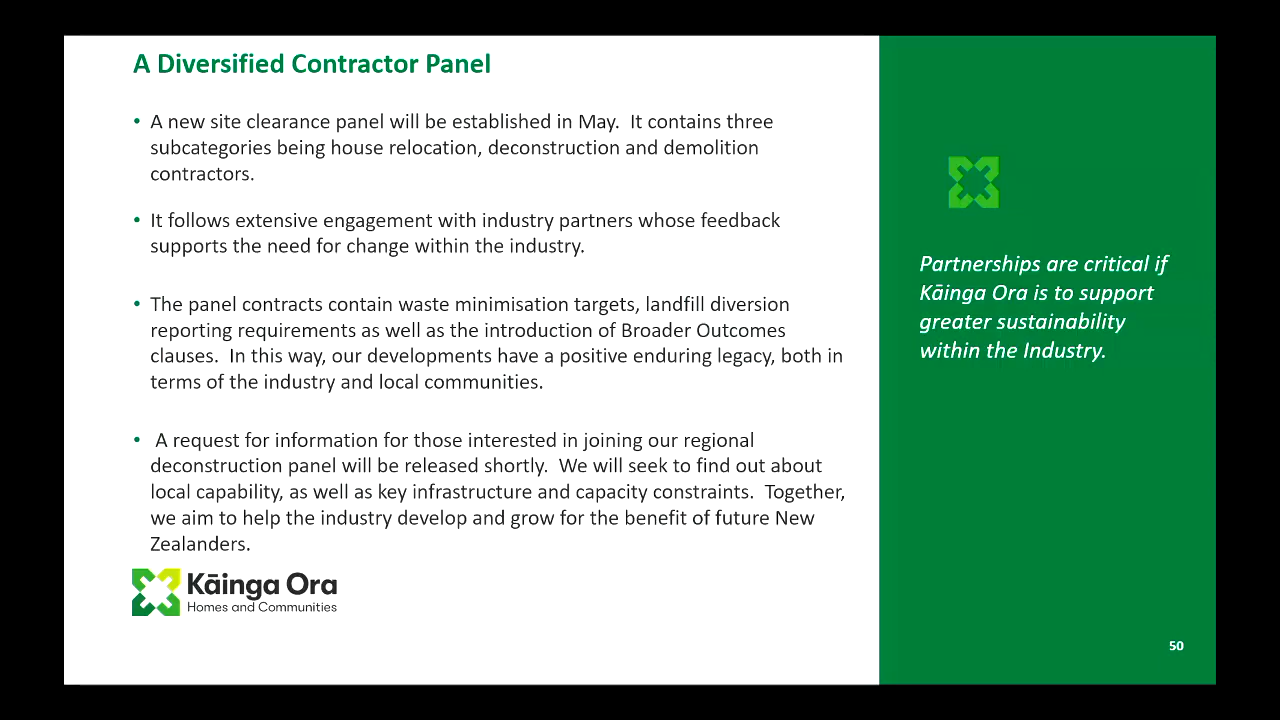 A Diversified Contractor Panel
• A new site clearance panel will be established in May.  It contains three
subcategories being house relocation, deconstruction and demolition
contractors.
• It follows extensive engagement with industry partners whose feedback
supports the need for change within the industry.
• The panel contracts contain waste minimisation targets, landfill diversion
reporting requirements as well as the introduction of Broader Outcomes
clauses.  In this way, our developments have a positive enduring legacy, both in
terms of the industry and local communities.
•  A request for information for those interested in joining our regional
deconstruction panel will be released shortly.  We will seek to find out about
local capability, as well as key infrastructure and capacity constraints.  Together,
we aim to help the industry develop and grow for the benefit of future New
Zealanders.
Kāinga Ora
Homes and Communities
Partnerships are critical if
Kāinga Ora is to support
greater sustainability
within the Industry.
50